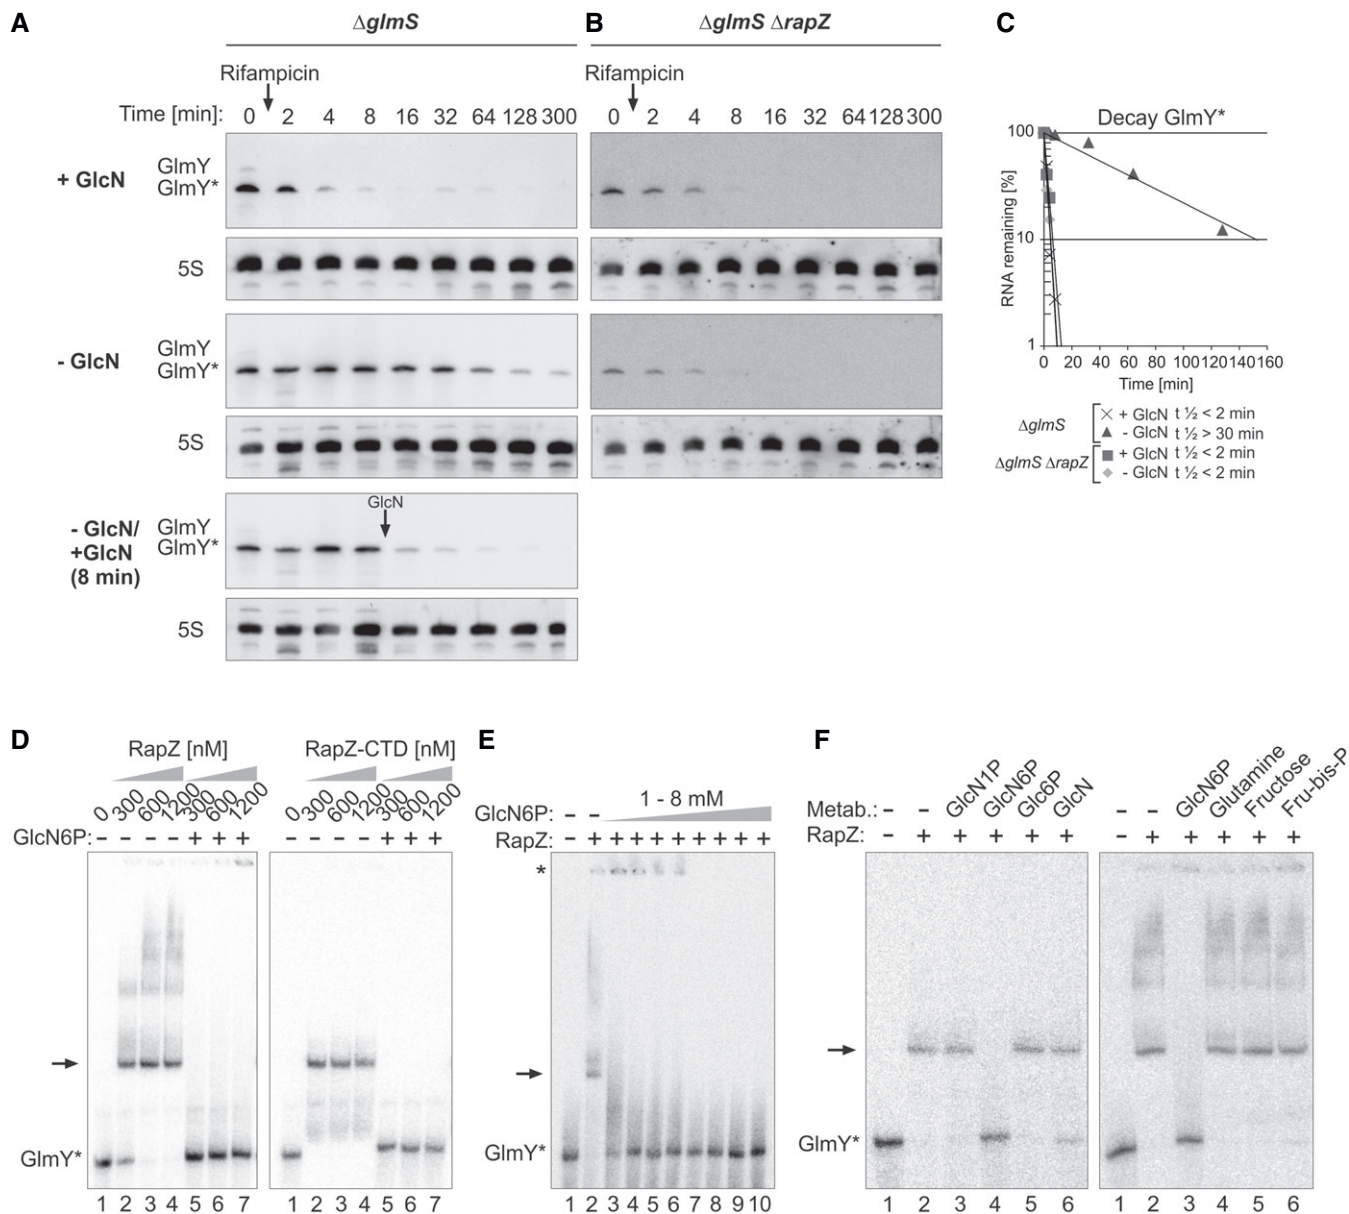 A
ΔglmS
Rifampicin
Time [min]: 0 2 4 8 16 32 64 128 300
+ GlcN
GlmY
GlmY*
5S
- GlcN
GlmY
GlmY*
5S
GlcN
- GlcN/
+GlcN
(8 min)
GlmY
GlmY*
5S
B
ΔglmS ΔrapZ
Rifampicin
0 2 4 8 16 32 64 128 300
C
Decay GlmY*
RNA remaining [%]
100
10
1
0 20 40 60 80 100 120 140 160
Time [min]
ΔglmS
+ GlcN t ½ < 2 min
- GlcN t ½ > 30 min
ΔglmS ΔrapZ
+ GlcN t ½ < 2 min
- GlcN t ½ < 2 min
D
RapZ [nM]
0 300 600 1200 300 600 1200
RapZ-CTD [nM]
0 300 600 1200 300 600 1200
GlcN6P: - - - - + + + - - - - + + +
GlmY*
1 2 3 4 5 6 7
1 2 3 4 5 6 7
E
1 - 8 mM
GlcN6P: - -
RapZ: - + + + + + + + + +
*
GlmY*
1 2 3 4 5 6 7 8 9 10
F
Metab.: - - GlcN1P GlcN6P Glc6P GlcN
- - GlcN6P Glutamine Fructose Fru-bis-P
RapZ: - + + + + + - + + + + +
GlmY*
1 2 3 4 5 6
1 2 3 4 5 6